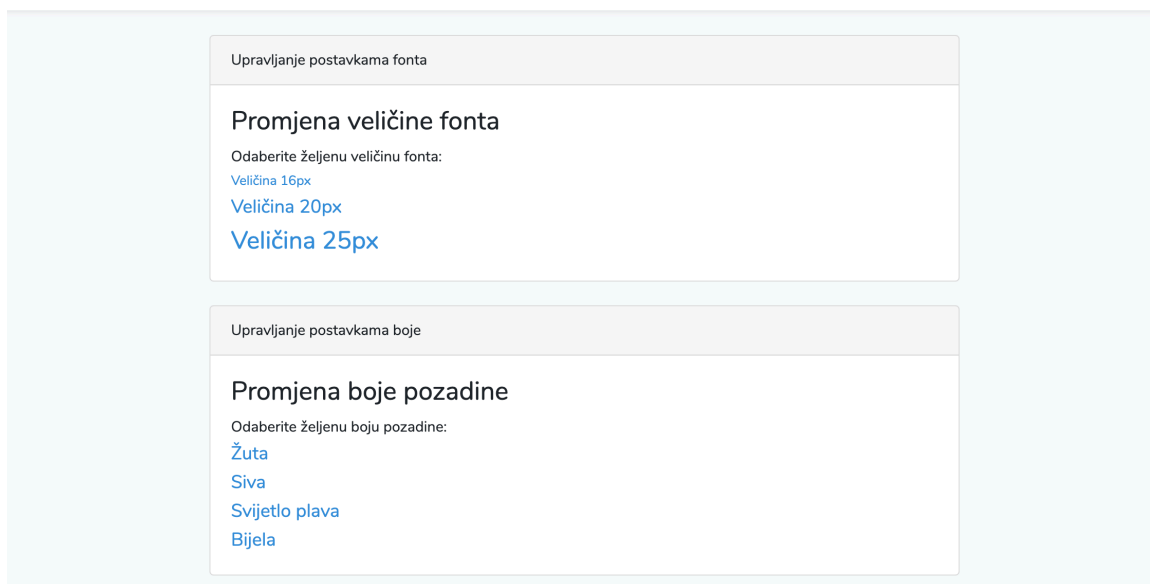 Upravljanje postavkama fonta
Promjena veličine fonta
Odaberite željenu veličinu fonta:
Veličina 16px
Veličina 20px
Veličina 25px
Upravljanje postavkama boje
Promjena boje pozadine
Odaberite željenu boju pozadine:
Žuta
Siva
Svijetlo plava
Bijela